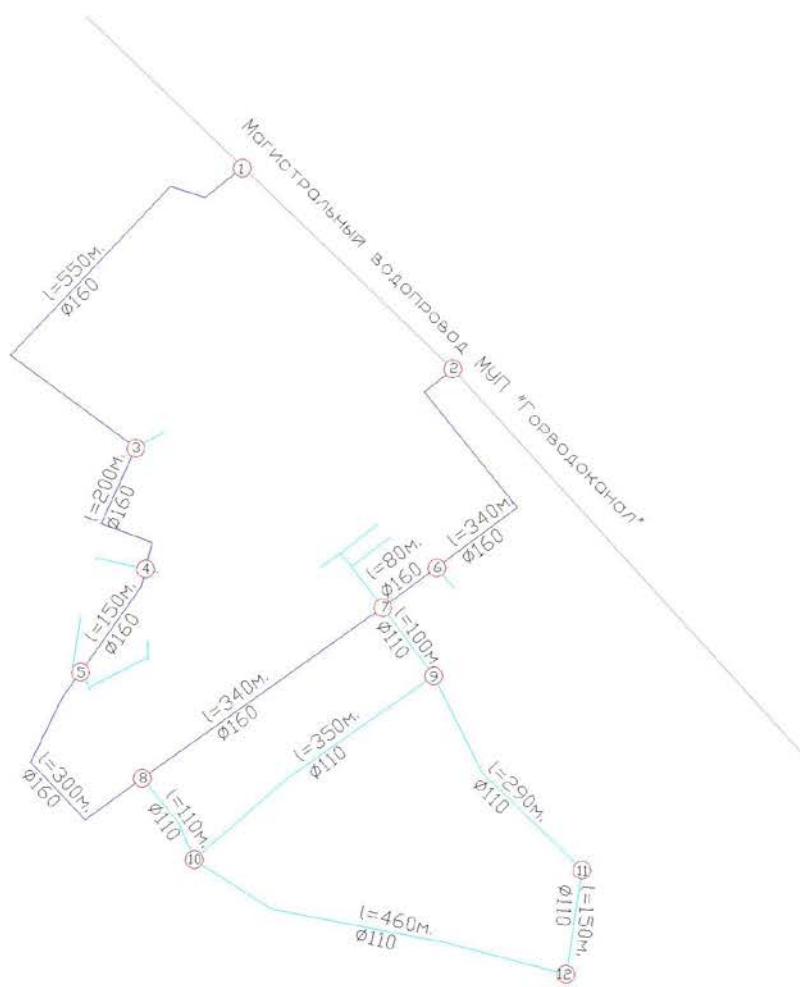 1
Магистральный водопровод МУП "Горводоканал"
l=550м.
ø160
2
3
l=200м.
ø160
4
l=340м.
ø160
l=80м.
ø160
6
7
l=150м.
ø160
l=100м.
ø110
5
9
l=340м.
ø160
l=350м.
ø110
l=300м.
ø160
8
l=110м.
ø110
l=290м.
ø110
10
11
l=150м.
ø110
l=460м.
ø110
12